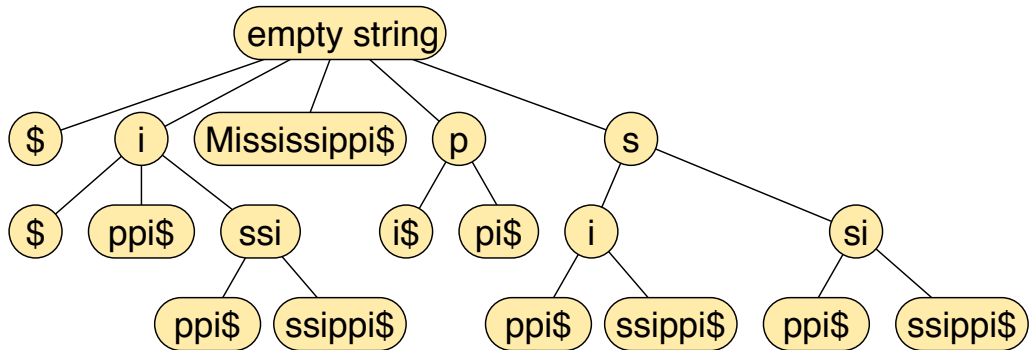 empty string
$ i Mississippi$ p s
$ ppi$ ssi i$ pi$ i si
ppi$ ssippi$ ppi$ ssippi$ ppi$ ssippi$